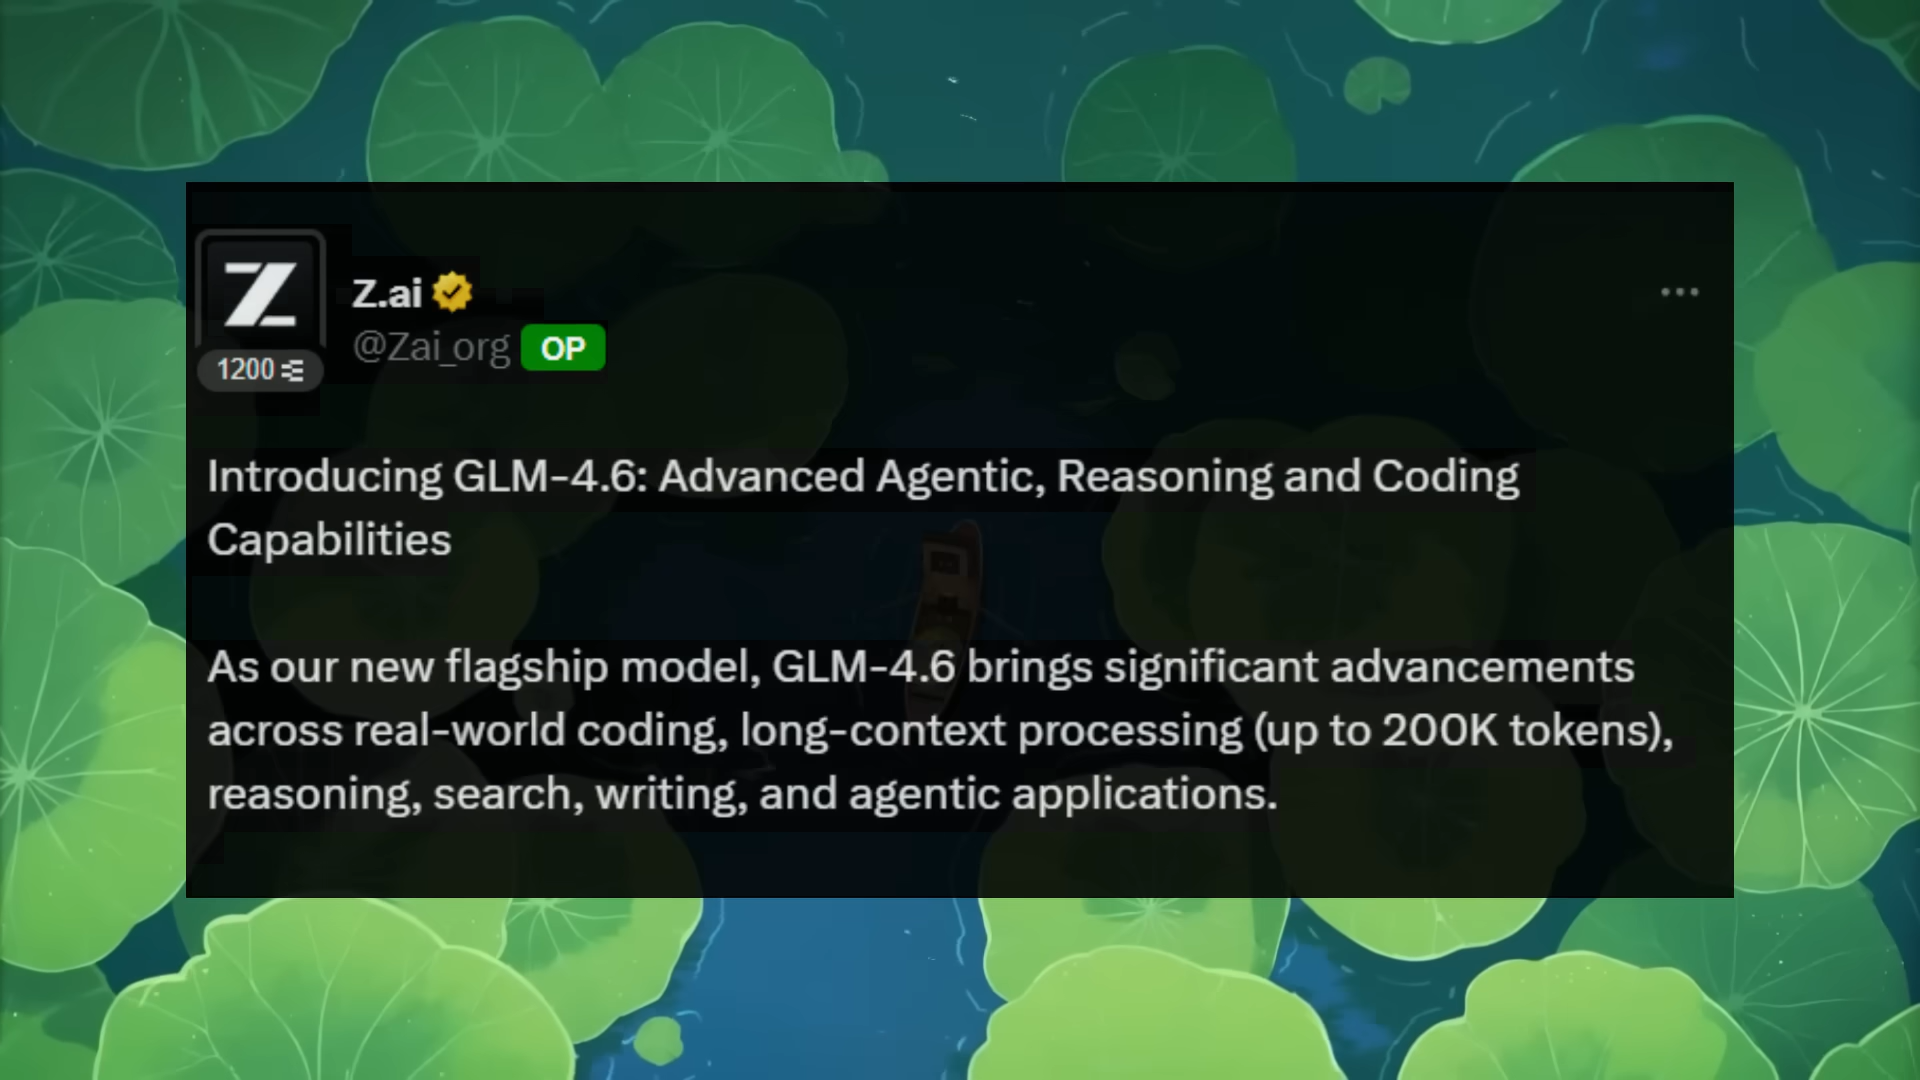 Z
Z.ai
@Zai_org OP
1200
Introducing GLM-4.6: Advanced Agentic, Reasoning and Coding
Capabilities
As our new flagship model, GLM-4.6 brings significant advancements
across real-world coding, long-context processing (up to 200K tokens),
reasoning, search, writing, and agentic applications.